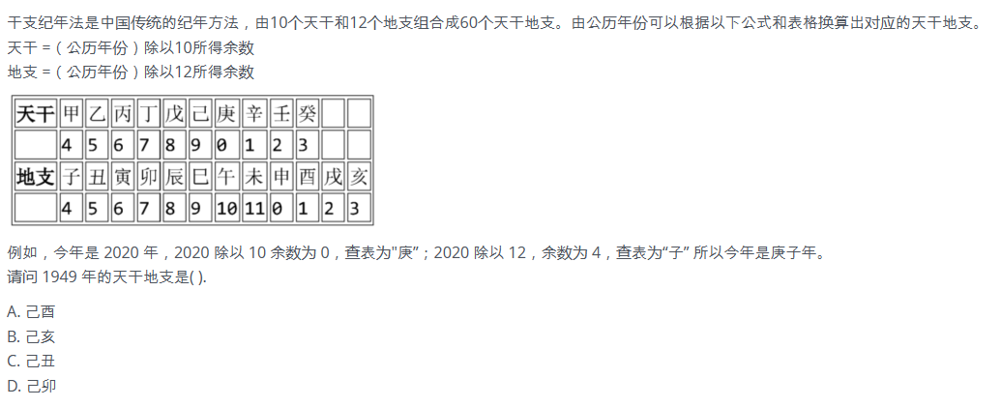 干支纪年法是中国传统的纪年方法，由10个天干和12个地支组合成60个天干地支。由公历年份可以根据以下公式和表格换算出对应的天干地支。
天干 =（公历年份）除以10所得余数
地支 =（公历年份）除以12所得余数
天干 甲 乙 丙 丁 戊 己 庚 辛 壬 癸
4 5 6 7 8 9 0 1 2 3
地支 子 丑 寅 卯 辰 巳 午 未 申 酉 戌 亥
4 5 6 7 8 9 10 11 0 1 2 3
例如，今年是 2020 年，2020 除以 10 余数为 0，查表为"庚”；2020 除以 12，余数为 4，查表为“子” 所以今年是庚子年。
请问 1949 年的天干地支是( ).
A. 己酉
B. 己亥
C. 己丑
D. 己卯